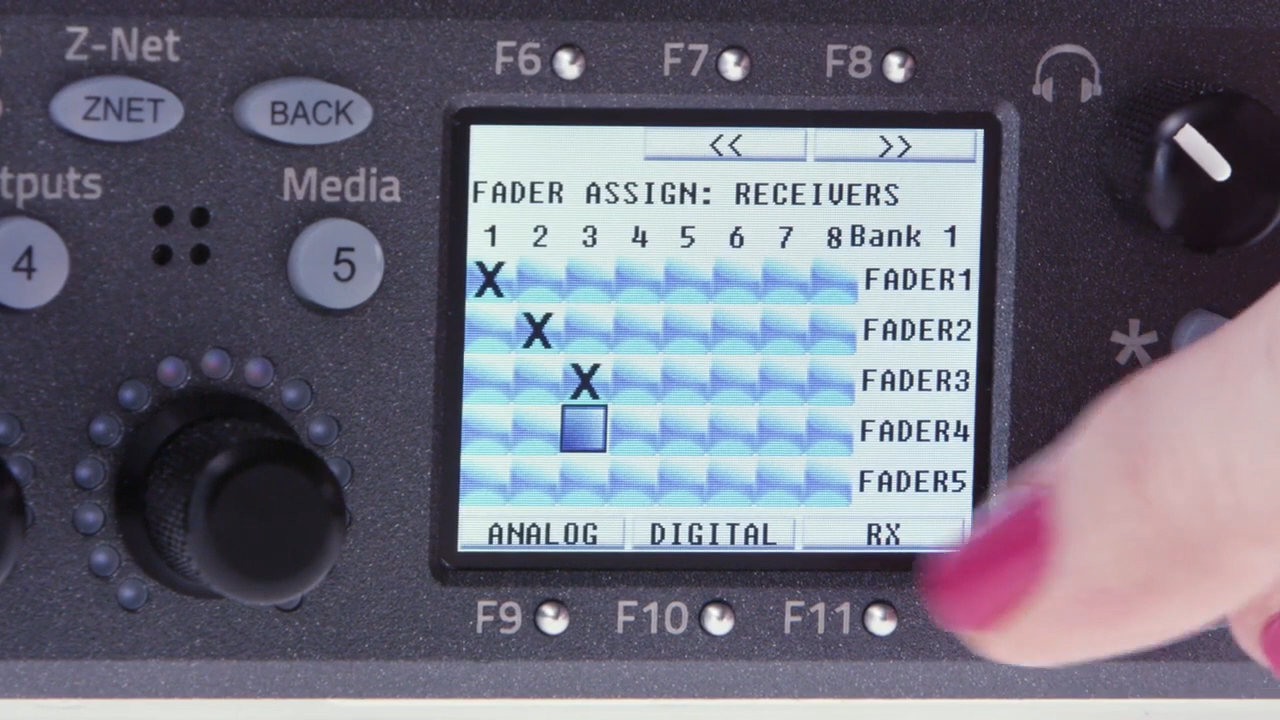 Z-Net
F6 F7 F8
ZNET
BACK
<< >>
Media
FADER ASSIGN: RECEIVERS
1 2 3 4 5 6 7 8 Bank 1
4
5
X FADER1
X FADER2
X FADER3
FADER4
FADER5
ANALOG DIGITAL RX
F9 F10 F11